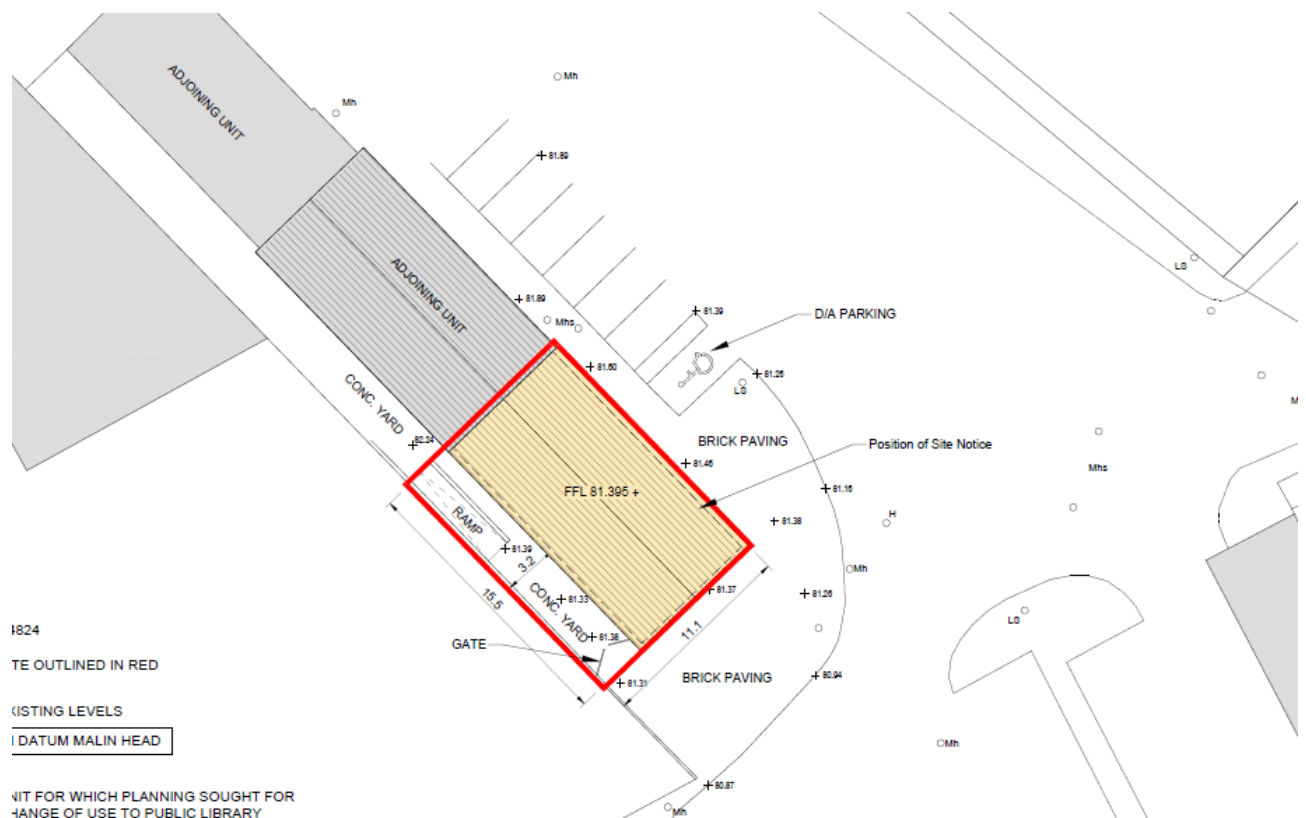 ADJOINING UNIT
Mh
Mh
81.89
ADJOINING UNIT
81.89
Mhs
81.60
81.39
D/A PARKING
LS
81.26
LS
CONC. YARD
82.24
BRICK PAVING
Position of Site Notice
81.46
FFL 81.395 +
81.16
81.38
H
Mhs
M
RAMP
81.39
3.2
15.5
CONC. YARD
81.33
81.38
81.37
11.1
81.26
Mh
LS
GATE
81.31
BRICK PAVING
80.94
Mh
80.87
Mh
4824
TE OUTLINED IN RED
XISTING LEVELS
DATUM MALIN HEAD
NIT FOR WHICH PLANNING SOUGHT FOR
HANGE OF USE TO PUBLIC LIBRARY